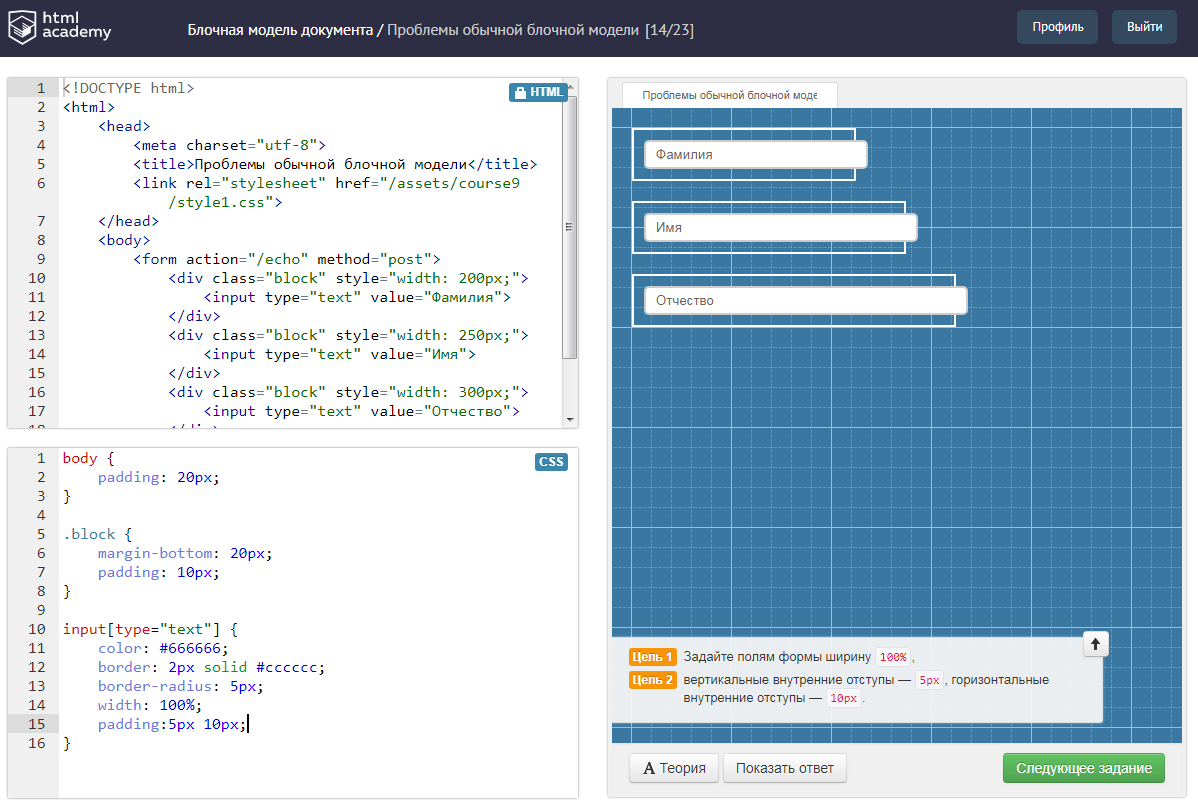 html
academy
Блочная модель документа / Проблемы обычной блочной модели [14/23]
Профиль
Выйти
HTML
1 <!DOCTYPE html>
2 <html>
3 <head>
4 <meta charset="utf-8">
5 <title>Проблемы обычной блочной модели</title>
6 <link rel="stylesheet" href="/assets/course9
/style1.css">
7 </head>
8 <body>
9 <form action="/echo" method="post">
10 <div class="block" style="width: 200px;">
11 <input type="text" value="Фамилия">
12 </div>
13 <div class="block" style="width: 250px;">
14 <input type="text" value="Имя">
15 </div>
16 <div class="block" style="width: 300px;">
17 <input type="text" value="Отчество">
18 </div>
CSS
1 body {
2 padding: 20px;
3 }
4
5 .block {
6 margin-bottom: 20px;
7 padding: 10px;
8 }
9
10 input[type="text"] {
11 color: #666666;
12 border: 2px solid #cccccc;
13 border-radius: 5px;
14 width: 100%;
15 padding:5px 10px;
16 }
Проблемы обычной блочной моде
Фамилия
Имя
Отчество
Цель 1 Задайте полям формы ширину 100%,
Цель 2 вертикальные внутренние отступы — 5px, горизонтальные
внутренние отступы — 10px.
A Теория
Показать ответ
Следующее задание